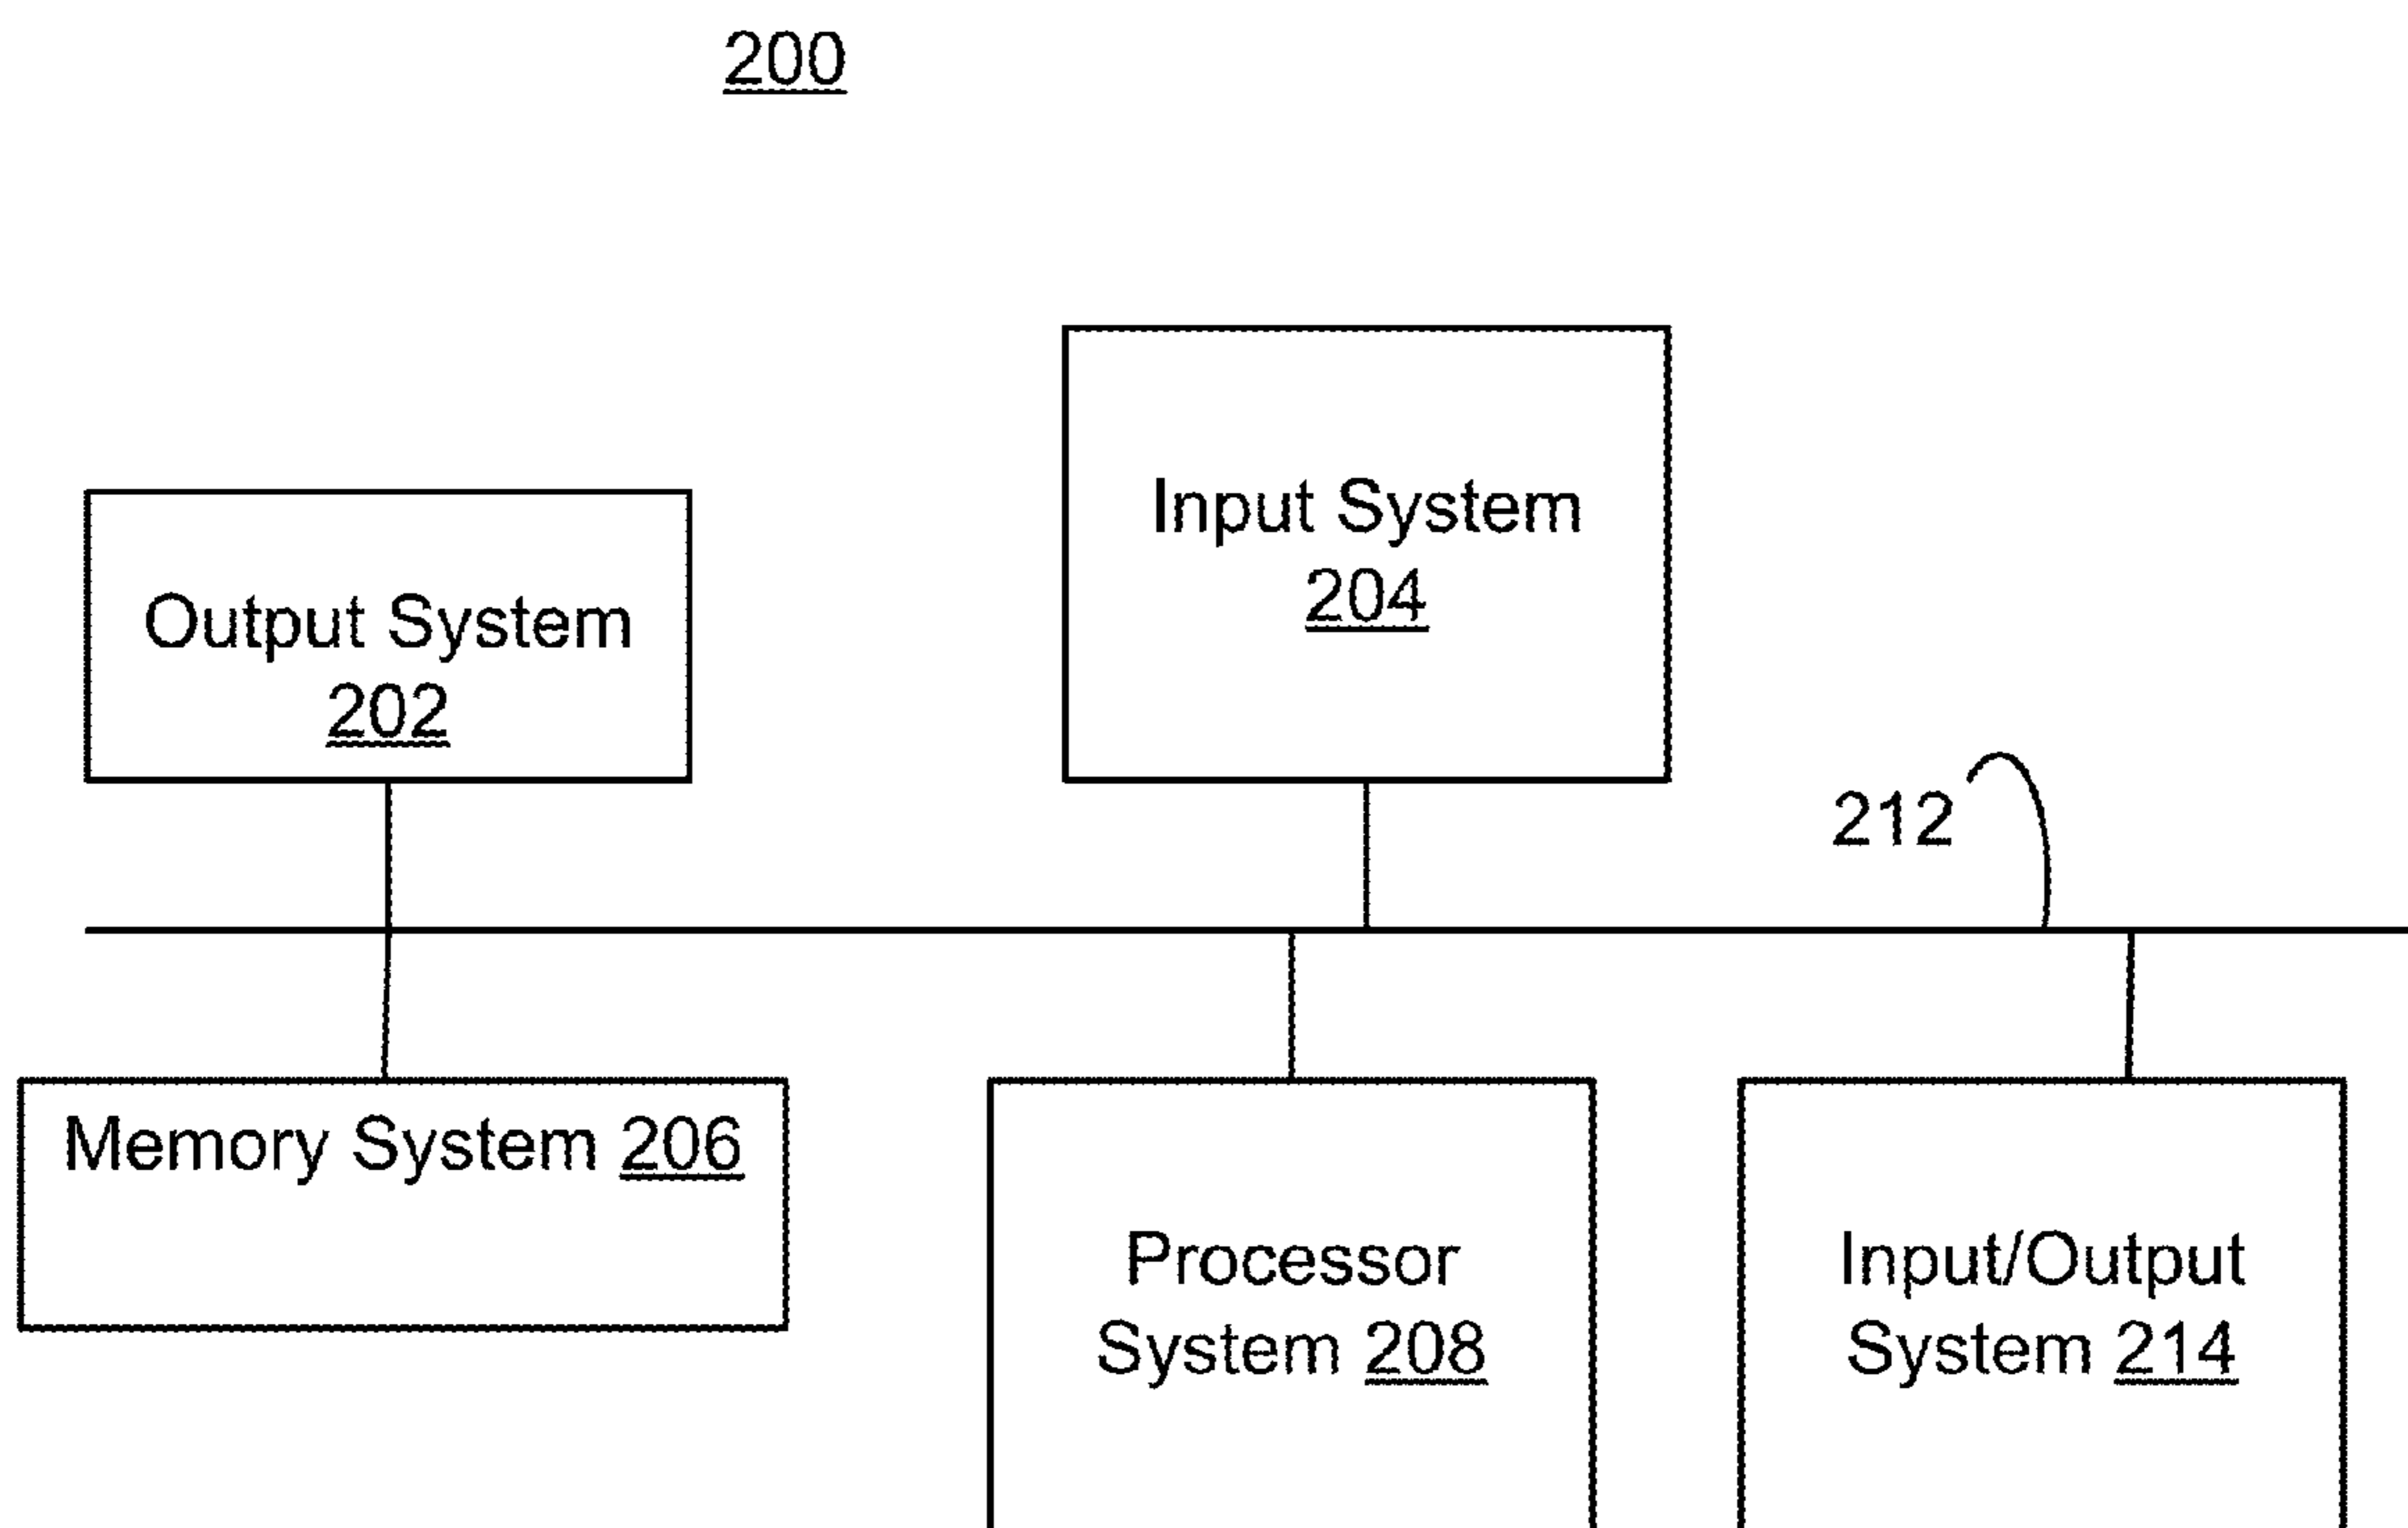 200
Input System
204
Output System
202
212
Memory System 206
Processor
System 208
Input/Output
System 214